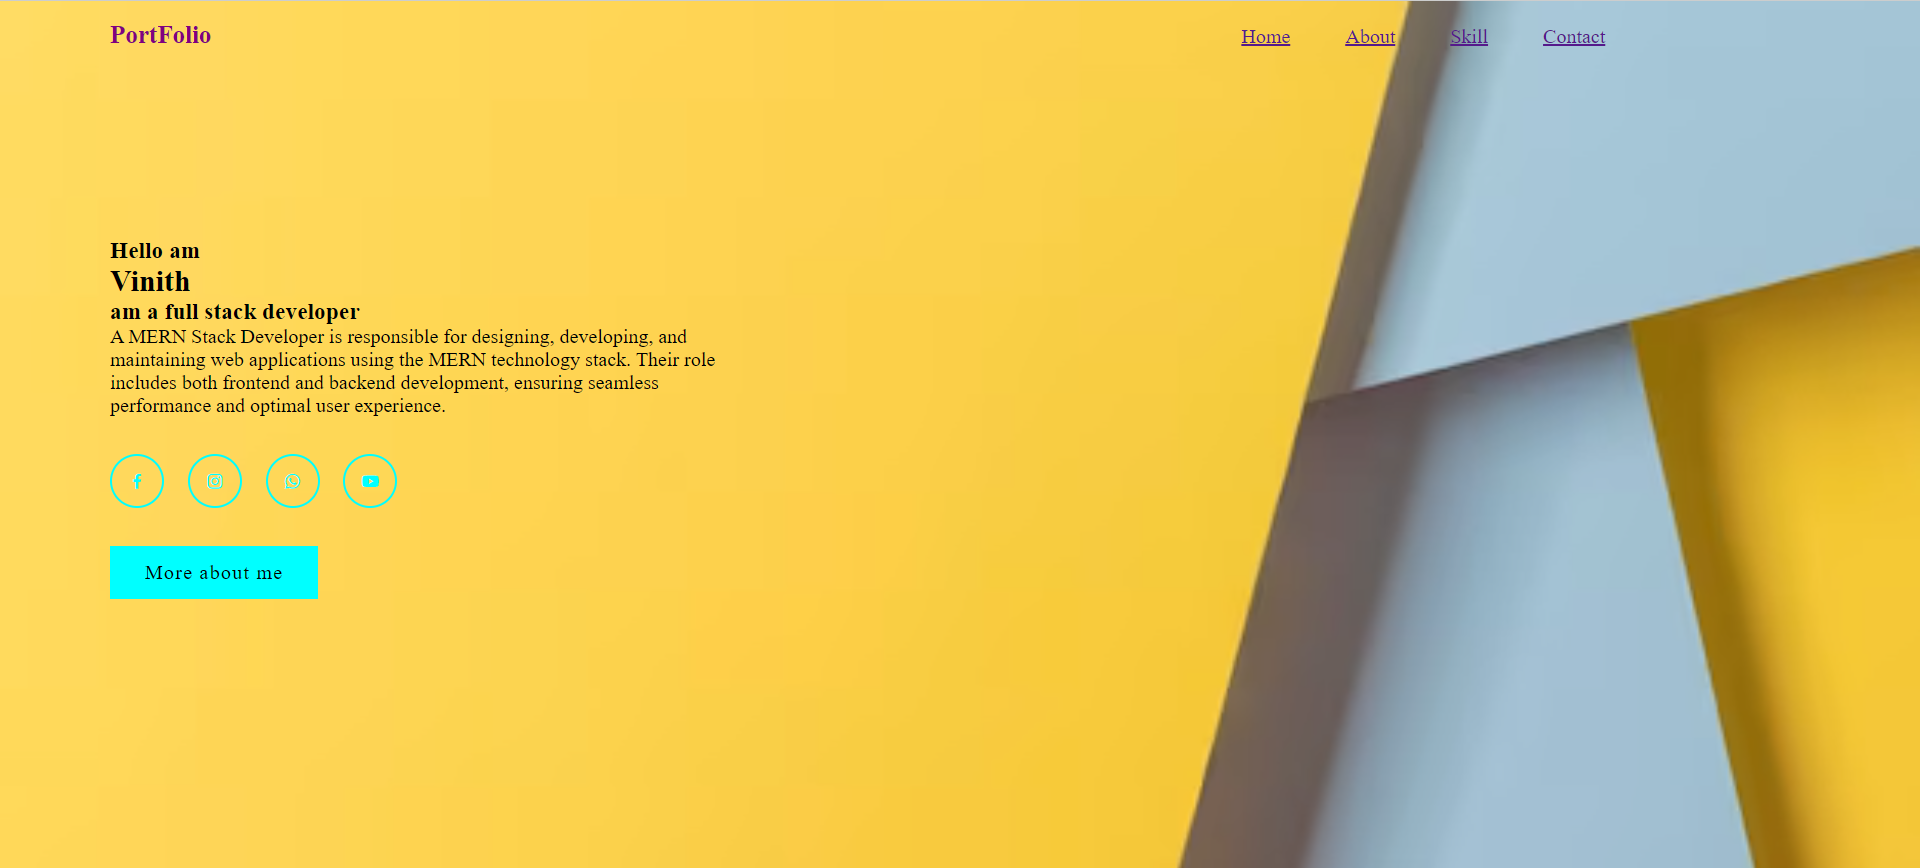 PortFolio
Home About Skill Contact
Hello am
Vinith
am a full stack developer
A MERN Stack Developer is responsible for designing, developing, and
maintaining web applications using the MERN technology stack. Their role
includes both frontend and backend development, ensuring seamless
performance and optimal user experience.
More about me